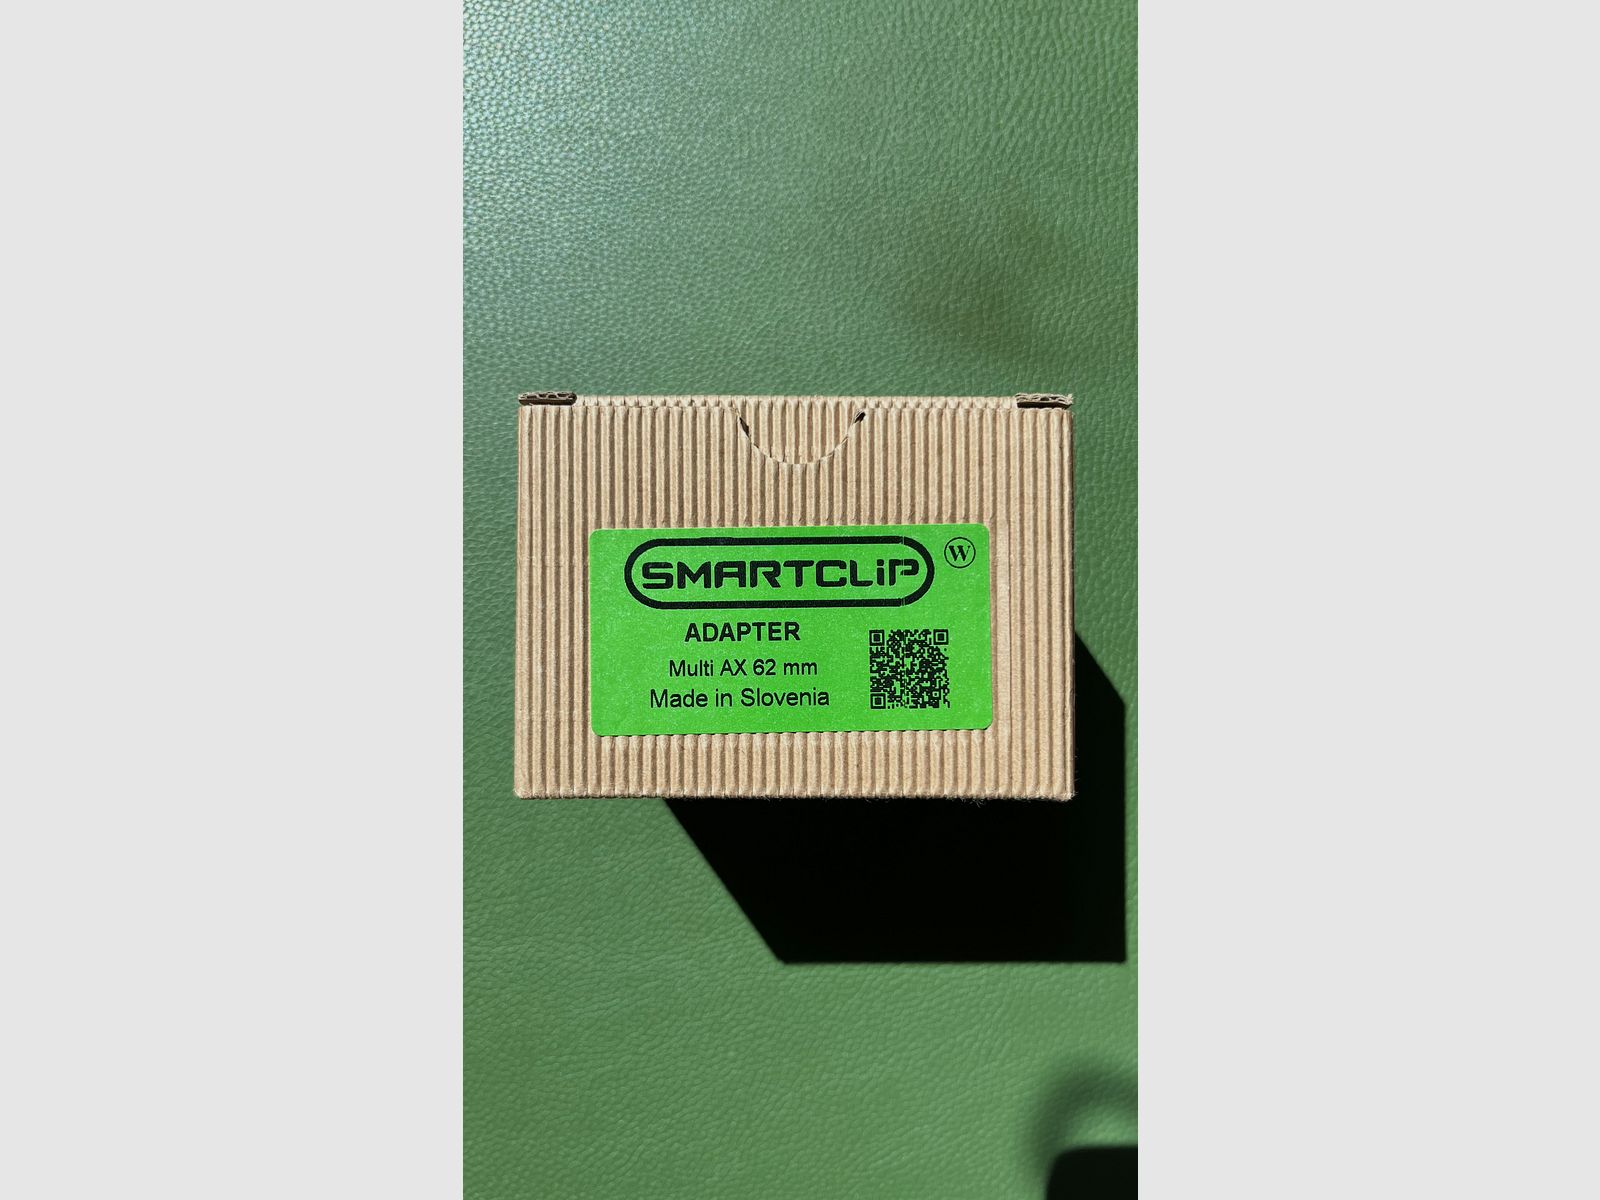 SMARTCLiP
W
ADAPTER
Multi AX 62 mm
Made in Slovenia